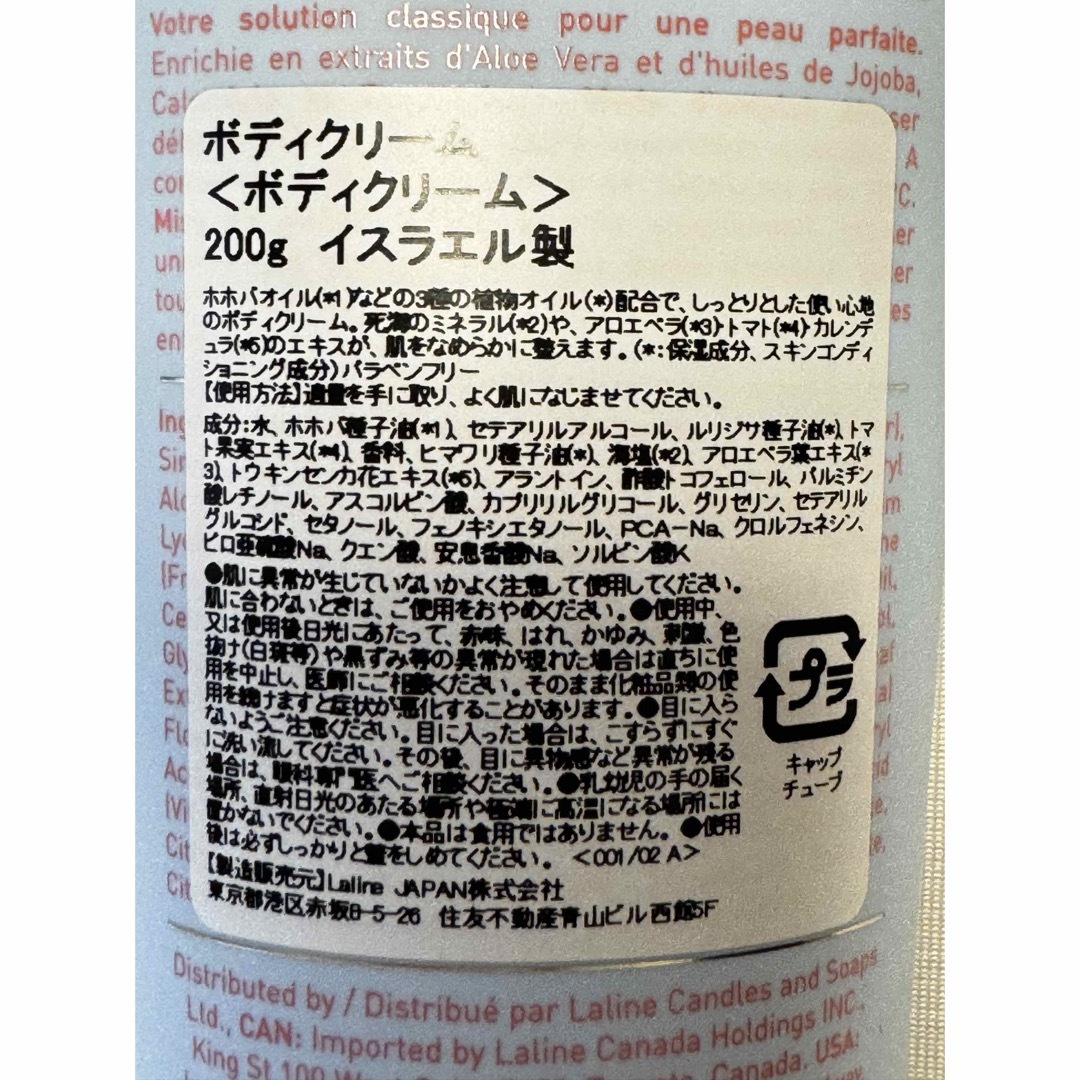 Votre solution classique pour une peau parfaite.
Enrichie en extraits d'Aloe Vera et d'huiles de Jojoba,
ボディクリーム
＜ボディクリーム＞
200g イスラエル製
ホホバオイル(*1)などの3種の植物オイル(*)配合で、しっとりとした使い心地
のボディクリーム。死海のミネラル(*2)や、アロエベラ(*3)・トマト(*4)・カレンデ
ュラ(*5)のエキスが、肌をなめらかに整えます。(*:保湿成分、スキンコンディ
ショニング成分)パラベンフリー
【使用方法】適量を手に取り、よく肌になじませてください。
成分:水、ホホバ種子油(*1)、セテアリルアルコール、ルリジサ種子油(*)、トマ
ト果実エキス(*4)、香料、ヒマワリ種子油(*)、海塩(*2)、アロエベラ葉エキス(*
3)、トウキンセンカ花エキス(*5)、アラントイン、酢酸トコフェロール、パルミチン
酸レチノール、アスコルビン酸、カプリリルグリコール、グリセリン、セテアリル
グルコシド、セタノール、フェノキシエタノール、PCA-Na、クロルフェネシン、
ピロ亜硫酸Na、クエン酸、安息香酸Na、ソルビン酸K
●肌に異常が生じていないかよく注意して使用してください。
肌に合わないときは、ご使用をおやめください。●使用中、
又は使用後日光にあたって、赤味、はれ、かゆみ、刺激、色
抜け(白斑等)や黒ずみ等の異常が現れた場合は直ちに使
用を中止し、医師にご相談ください。そのまま化粧品類の使
用を続けますと症状が悪化することがあります。●目に入ら
ないようご注意ください。目に入った場合は、こすらずにすぐ
に洗い流してください。その後、目に異物感など異常が残る
場合は、眼科専門医へご相談ください。●乳幼児の手の届く
場所、直射日光のあたる場所や極端に高温になる場所には
置かないでください。●本品は食用ではありません。●使用
後は必ずしっかりと蓋をしめてください。 ＜001/02 A＞
【製造販売元】Laline JAPAN株式会社
東京都港区赤坂8-5-26 住友不動産青山ビル西館5F
プラ
キャップ
チューブ
Distributed by / Distribué par Laline Candles and Soaps
Ltd., CAN: Imported by Laline Canada Holdings INC.
King St 100 Canada. USA: